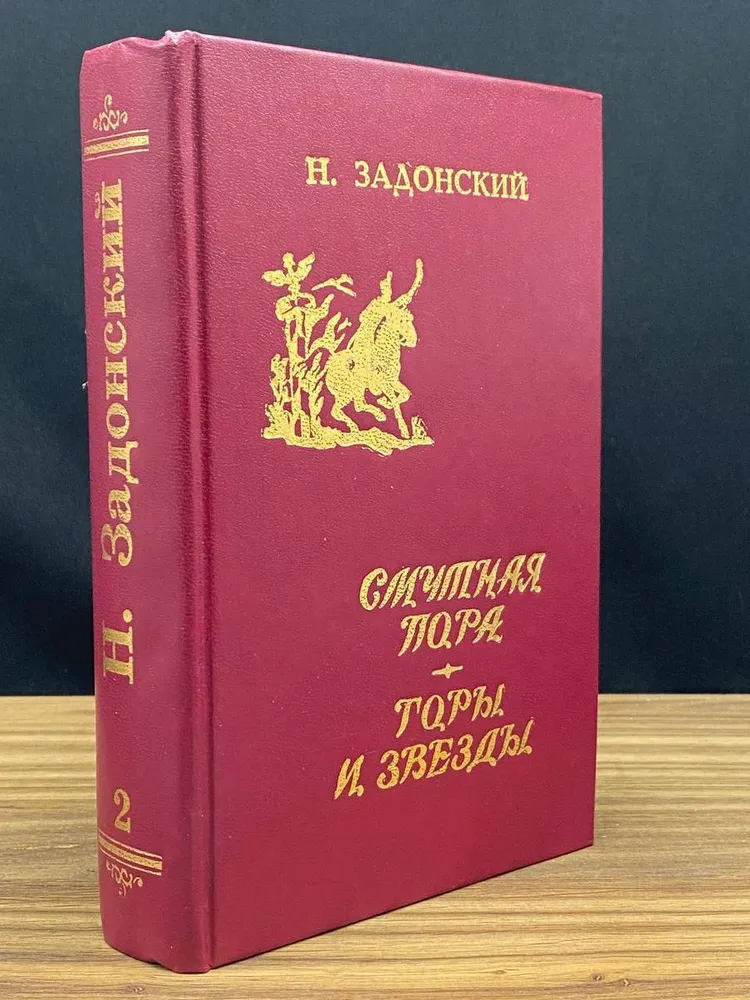 Н. Задонский
2
Н. ЗАДОНСКИЙ
СМУТНАЯ
ПОРА
ГОРЫ
И ЗВЕЗДЫ